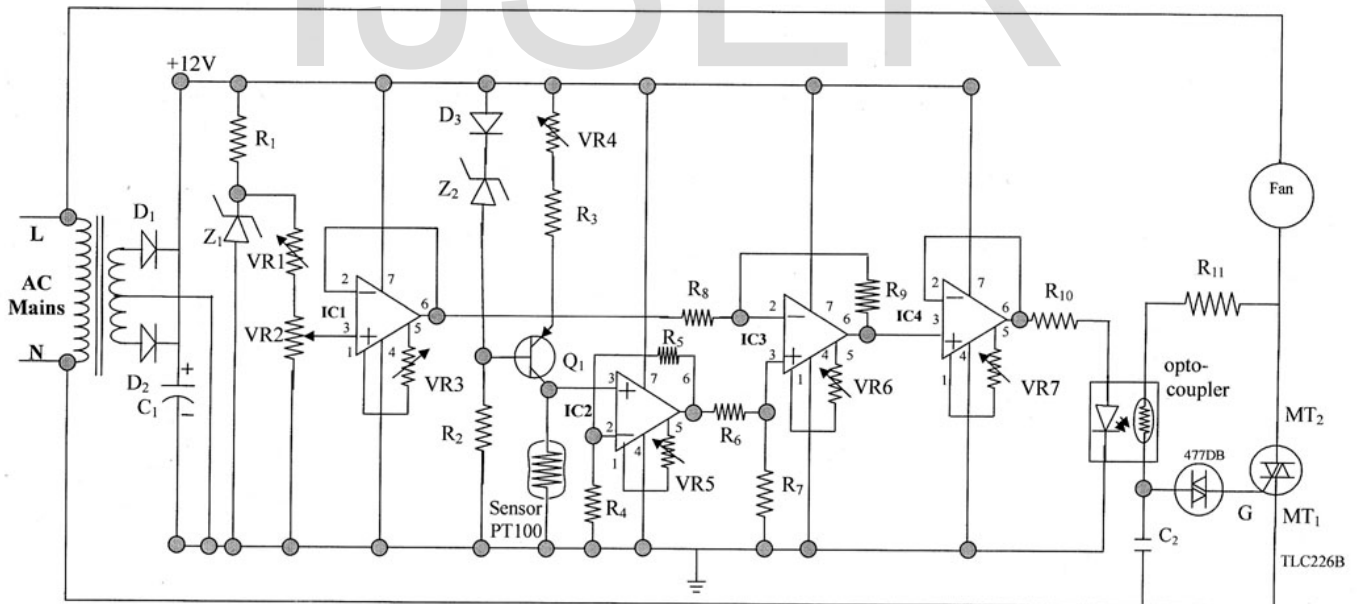 IJSER
+12V
R1
D3
VR4
Z2
R3
Fan
L
D1
Z1
VR1
AC
Mains
2
7
IC1
6
3
5
4
1
VR2
VR3
N
D2
C1
+
−
R2
Q1
Sensor
PT100
R8
R5
3
7
6
IC2
2
5
1
4
R4
VR5
R6
R7
2
7
R9
IC3
6
3
4
5
1
VR6
IC4
2
7
6
3
5
4
1
R10
VR7
R11
opto-
coupler
MT2
477DB
G
MT1
C2
TLC226B